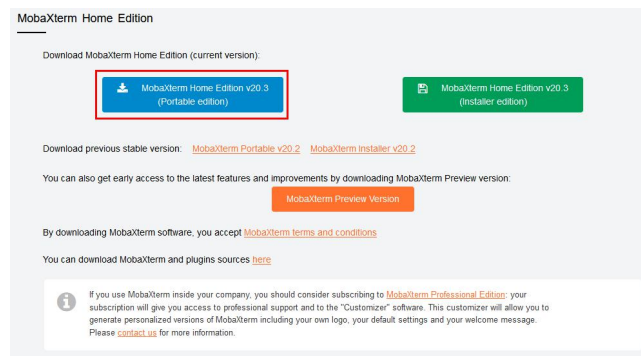 MobaXterm Home Edition
Download MobaXterm Home Edition (current version):
MobaXterm Home Edition v20.3
(Portable edition)
MobaXterm Home Edition v20.3
(Installer edition)
Download previous stable version: MobaXterm Portable v20.2 MobaXterm Installer v20.2
You can also get early access to the latest features and improvements by downloading MobaXterm Preview version:
MobaXterm Preview Version
By downloading MobaXterm software, you accept MobaXterm terms and conditions
You can download MobaXterm and plugins sources here
If you use MobaXterm inside your company, you should consider subscribing to MobaXterm Professional Edition: your
subscription will give you access to professional support and to the "Customizer" software. This customizer will allow you to
generate personalized versions of MobaXterm including your own logo, your default settings and your welcome message.
Please contact us for more information.